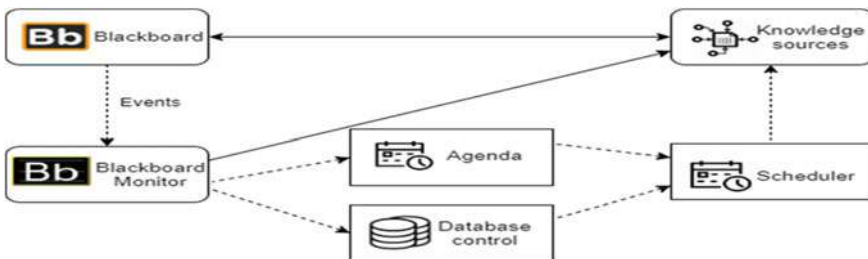 Bb Blackboard
Knowledge
sources
Events
Bb Blackboard
Monitor
Agenda
Scheduler
Database
control